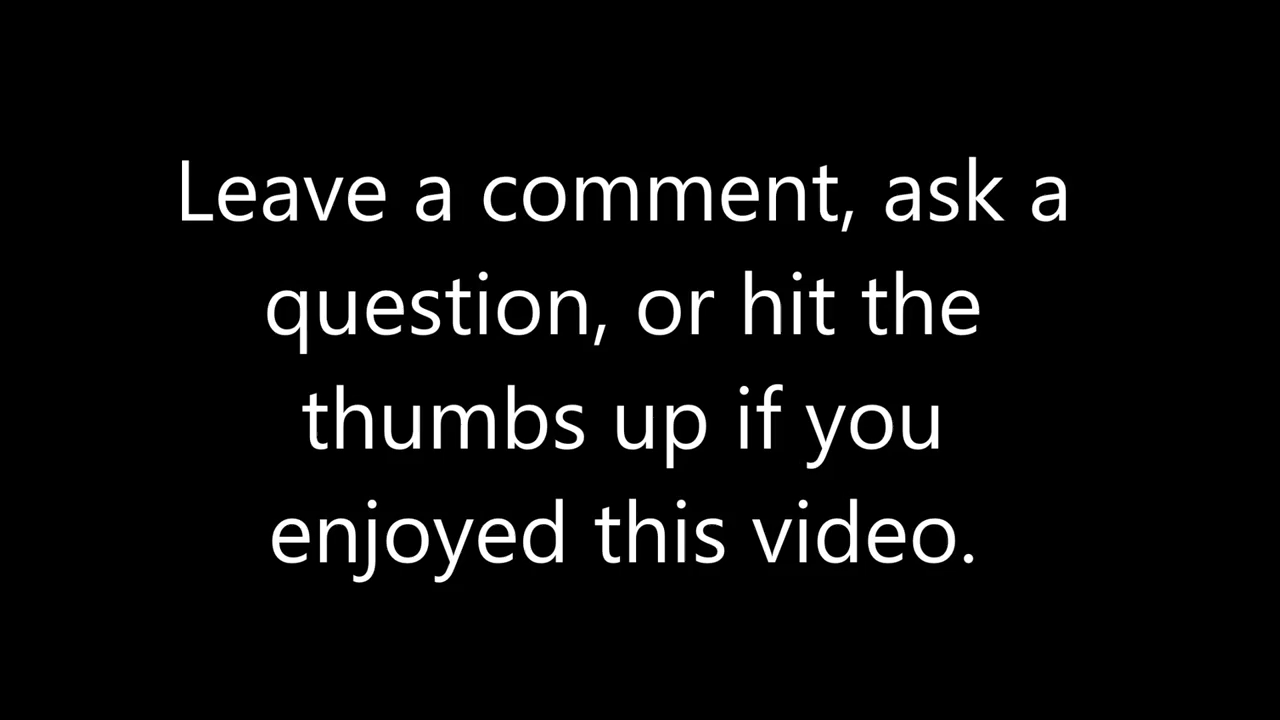 Leave a comment, ask a
question, or hit the
thumbs up if you
enjoyed this video.